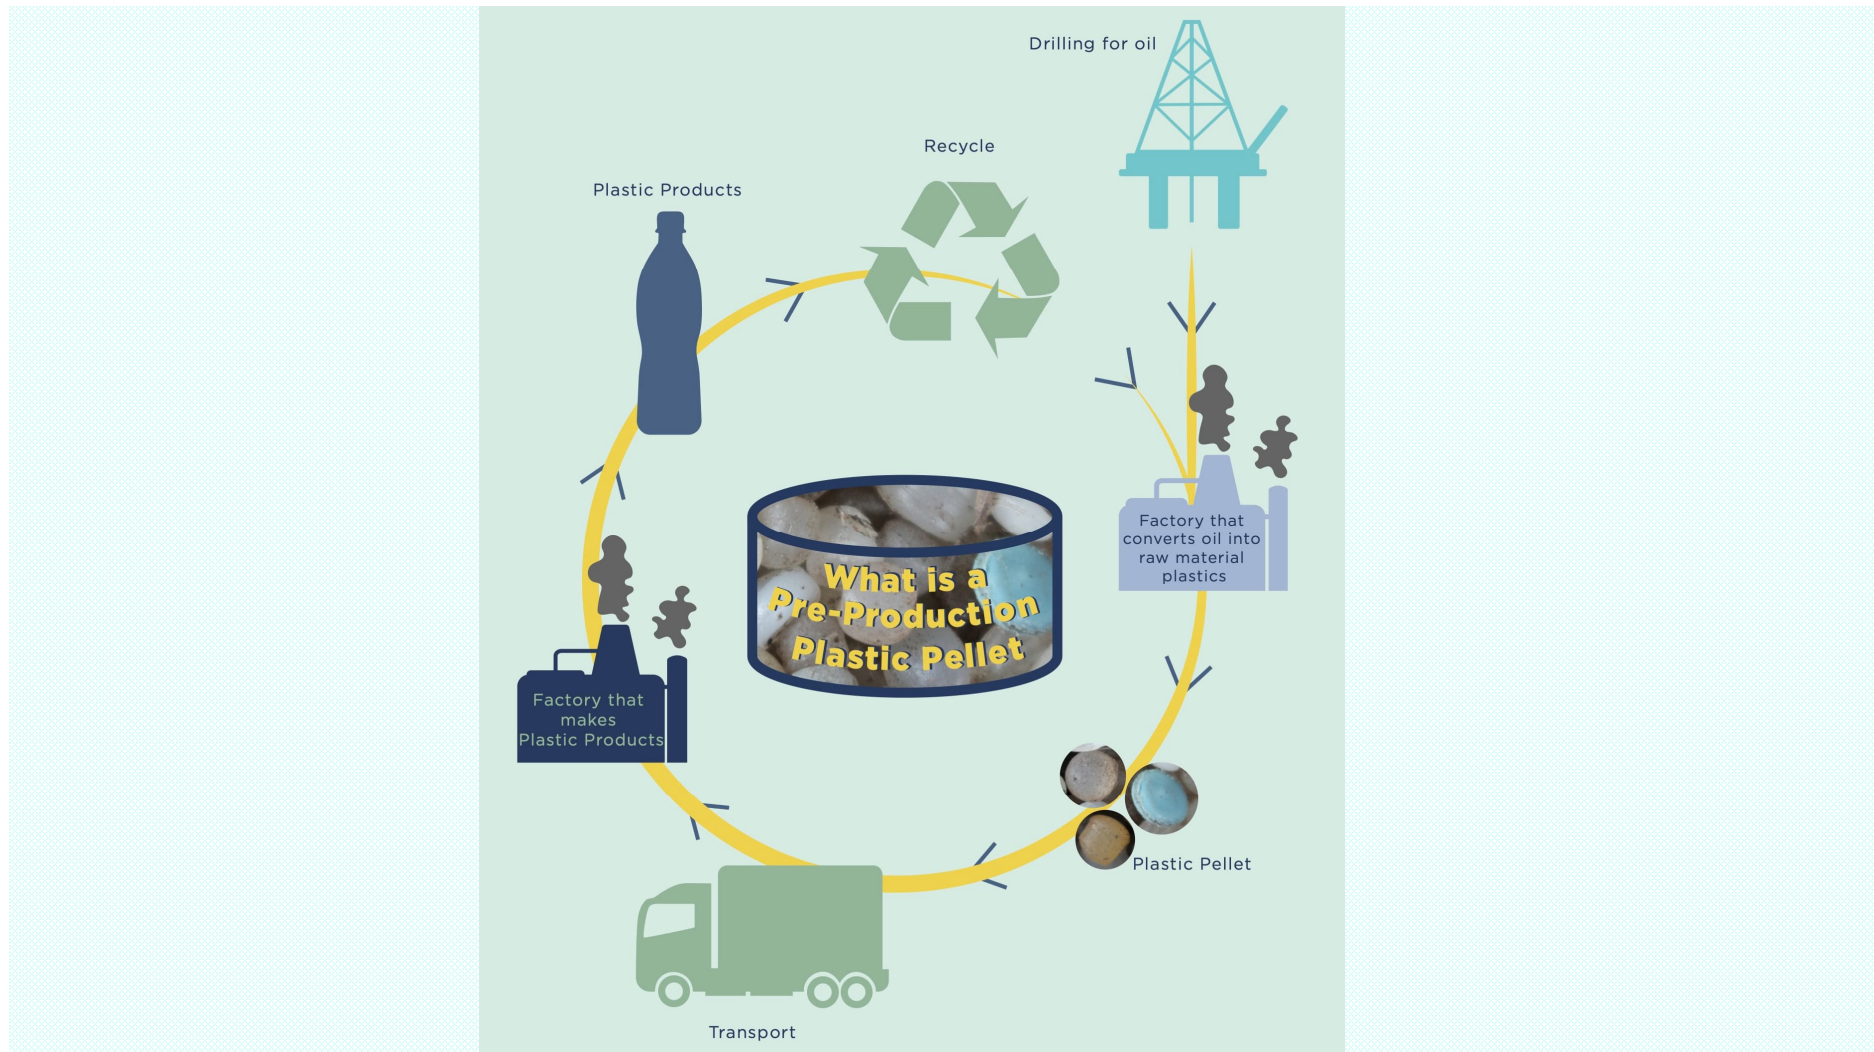 Drilling for oil
Recycle
Plastic Products
Factory that
converts oil into
raw material
plastics
What is a
Pre-Production
Plastic Pellet
Factory that
makes
Plastic Products
Plastic Pellet
Transport